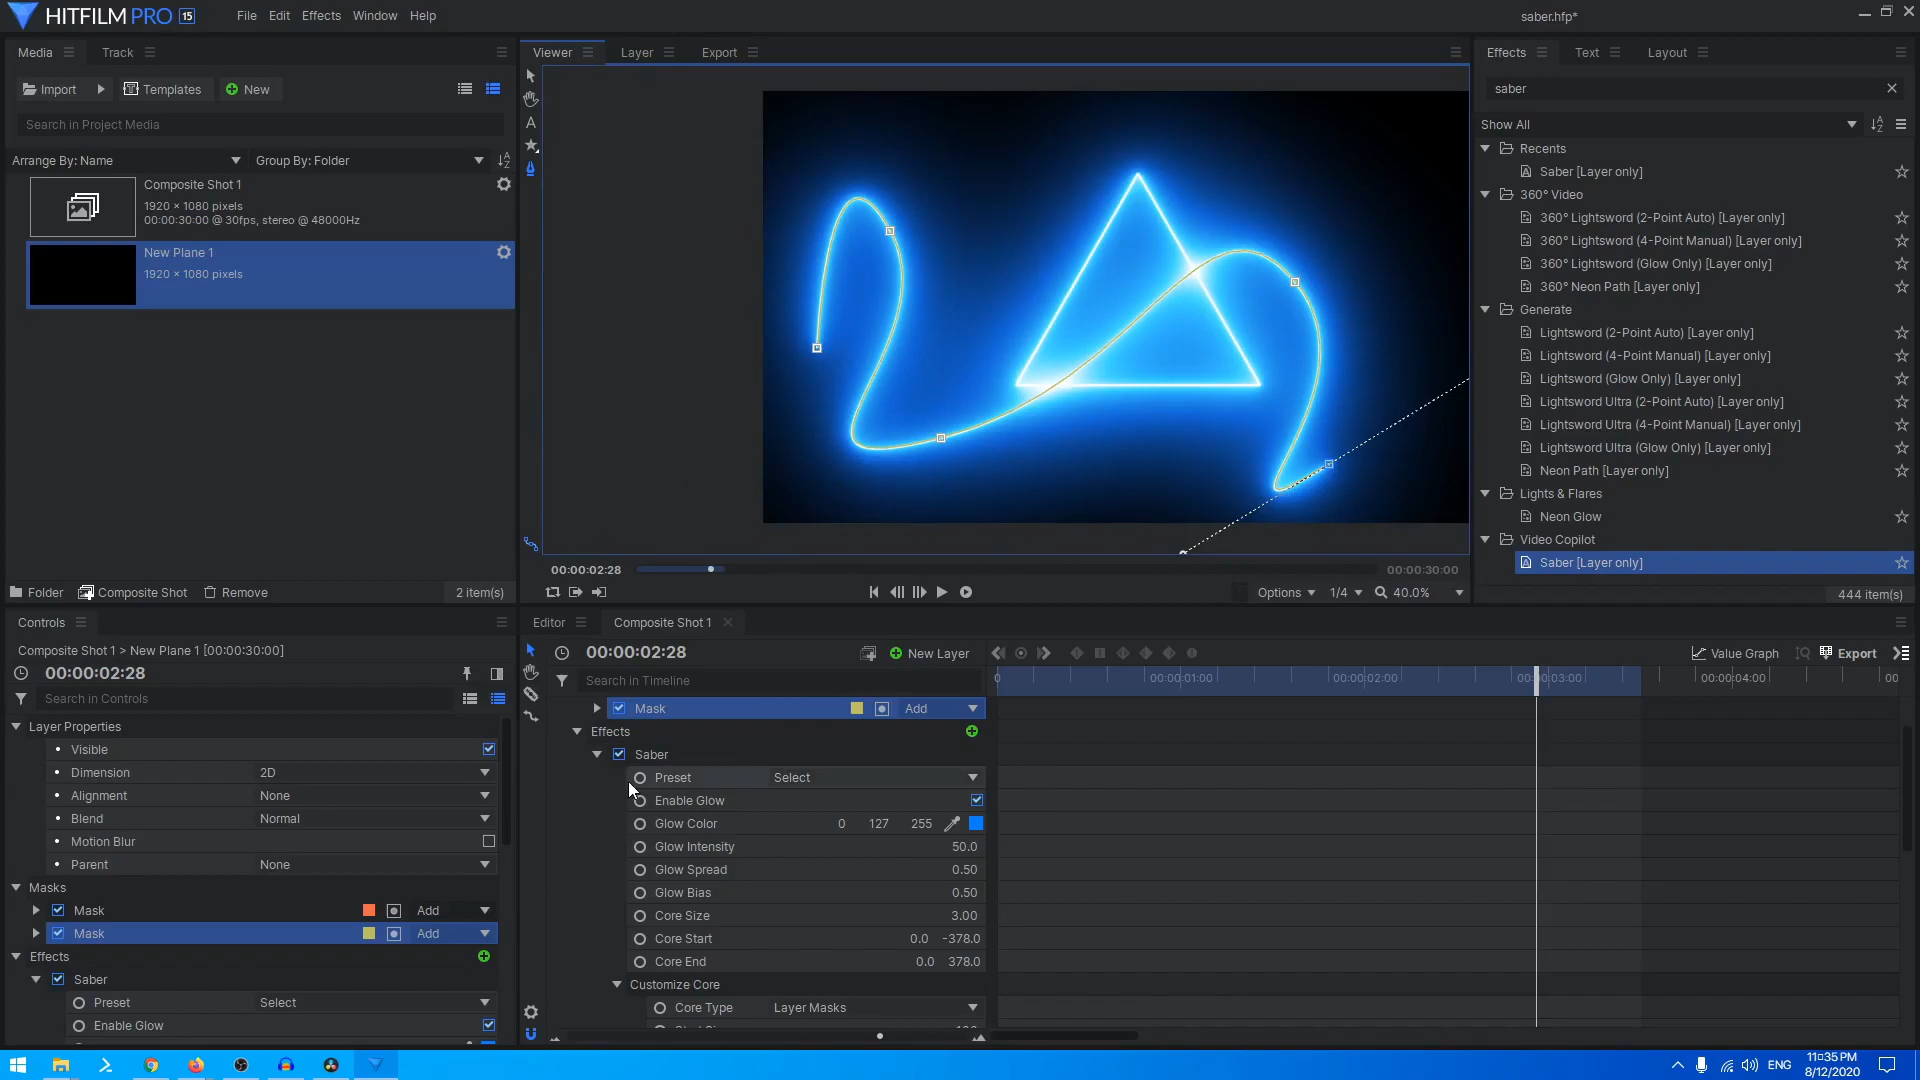 HITFILM PRO 15
File Edit Effects Window Help
saber.hfp*
Media Track
Import Templates New
Search in Project Media
Arrange By: Name Group By: Folder
Composite Shot 1
1920 × 1080 pixels
00:00:30:00 @ 30fps, stereo @ 48000Hz
New Plane 1
1920 × 1080 pixels
Folder Composite Shot Remove 2 item(s)
Viewer Layer Export
00:00:02:28 00:00:30:00
Options 1/4 40.0%
Effects Text Layout
saber
Show All
Recents
Saber [Layer only]
360° Video
360° Lightsword (2-Point Auto) [Layer only]
360° Lightsword (4-Point Manual) [Layer only]
360° Lightsword (Glow Only) [Layer only]
360° Neon Path [Layer only]
Generate
Lightsword (2-Point Auto) [Layer only]
Lightsword (4-Point Manual) [Layer only]
Lightsword (Glow Only) [Layer only]
Lightsword Ultra (2-Point Auto) [Layer only]
Lightsword Ultra (4-Point Manual) [Layer only]
Lightsword Ultra (Glow Only) [Layer only]
Neon Path [Layer only]
Lights & Flares
Neon Glow
Video Copilot
Saber [Layer only]
444 item(s)
Controls
Composite Shot 1 > New Plane 1 [00:00:30:00]
00:00:02:28
Search in Controls
Layer Properties
Visible
Dimension 2D
Alignment None
Blend Normal
Motion Blur
Parent None
Masks
Mask Add
Mask Add
Effects
Saber
Preset Select
Enable Glow
Editor Composite Shot 1
00:00:02:28 New Layer
Value Graph Export
Search in Timeline
0 00:00:01:00 00:00:02:00 00:00:03:00 00:00:04:00 00
Mask Add
Effects
Saber
Preset Select
Enable Glow
Glow Color 0 127 255
Glow Intensity 50.0
Glow Spread 0.50
Glow Bias 0.50
Core Size 3.00
Core Start 0.0 -378.0
Core End 0.0 378.0
Customize Core
Core Type Layer Masks
ENG 11:35 PM
8/12/2020